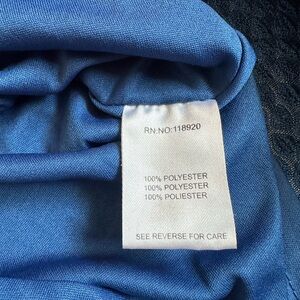 RN:NO:118920
100% POLYESTER
100% POLYESTER
100% POLIESTER
SEE REVERSE FOR CARE